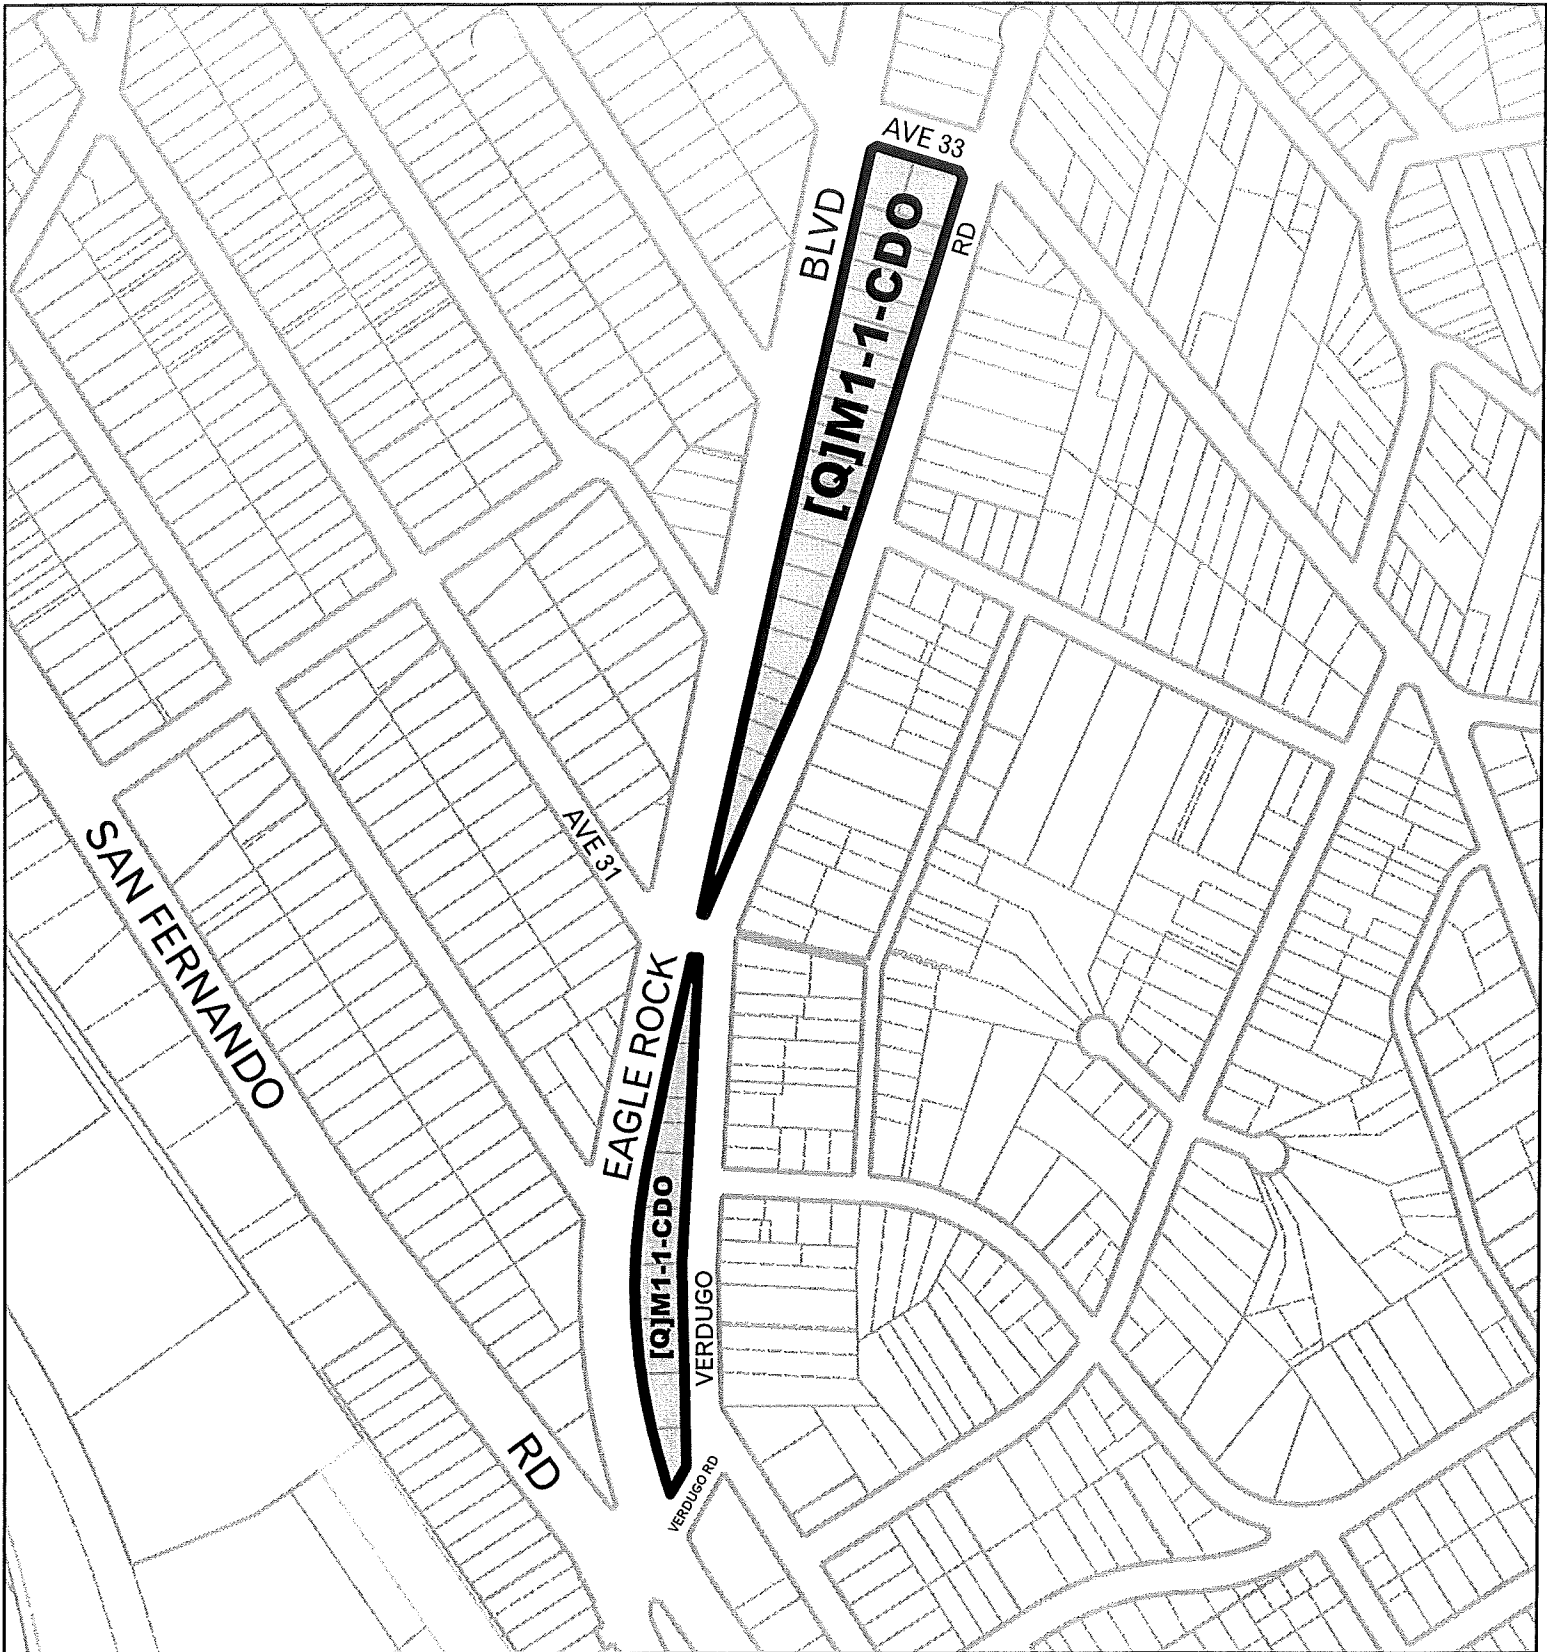 AVE 33
BLVD
RD
[Q]M1-1-CDO
AVE 31
SAN FERNANDO
RD
EAGLE ROCK
[Q]M1-1-CDO
VERDUGO
VERDUGO RD